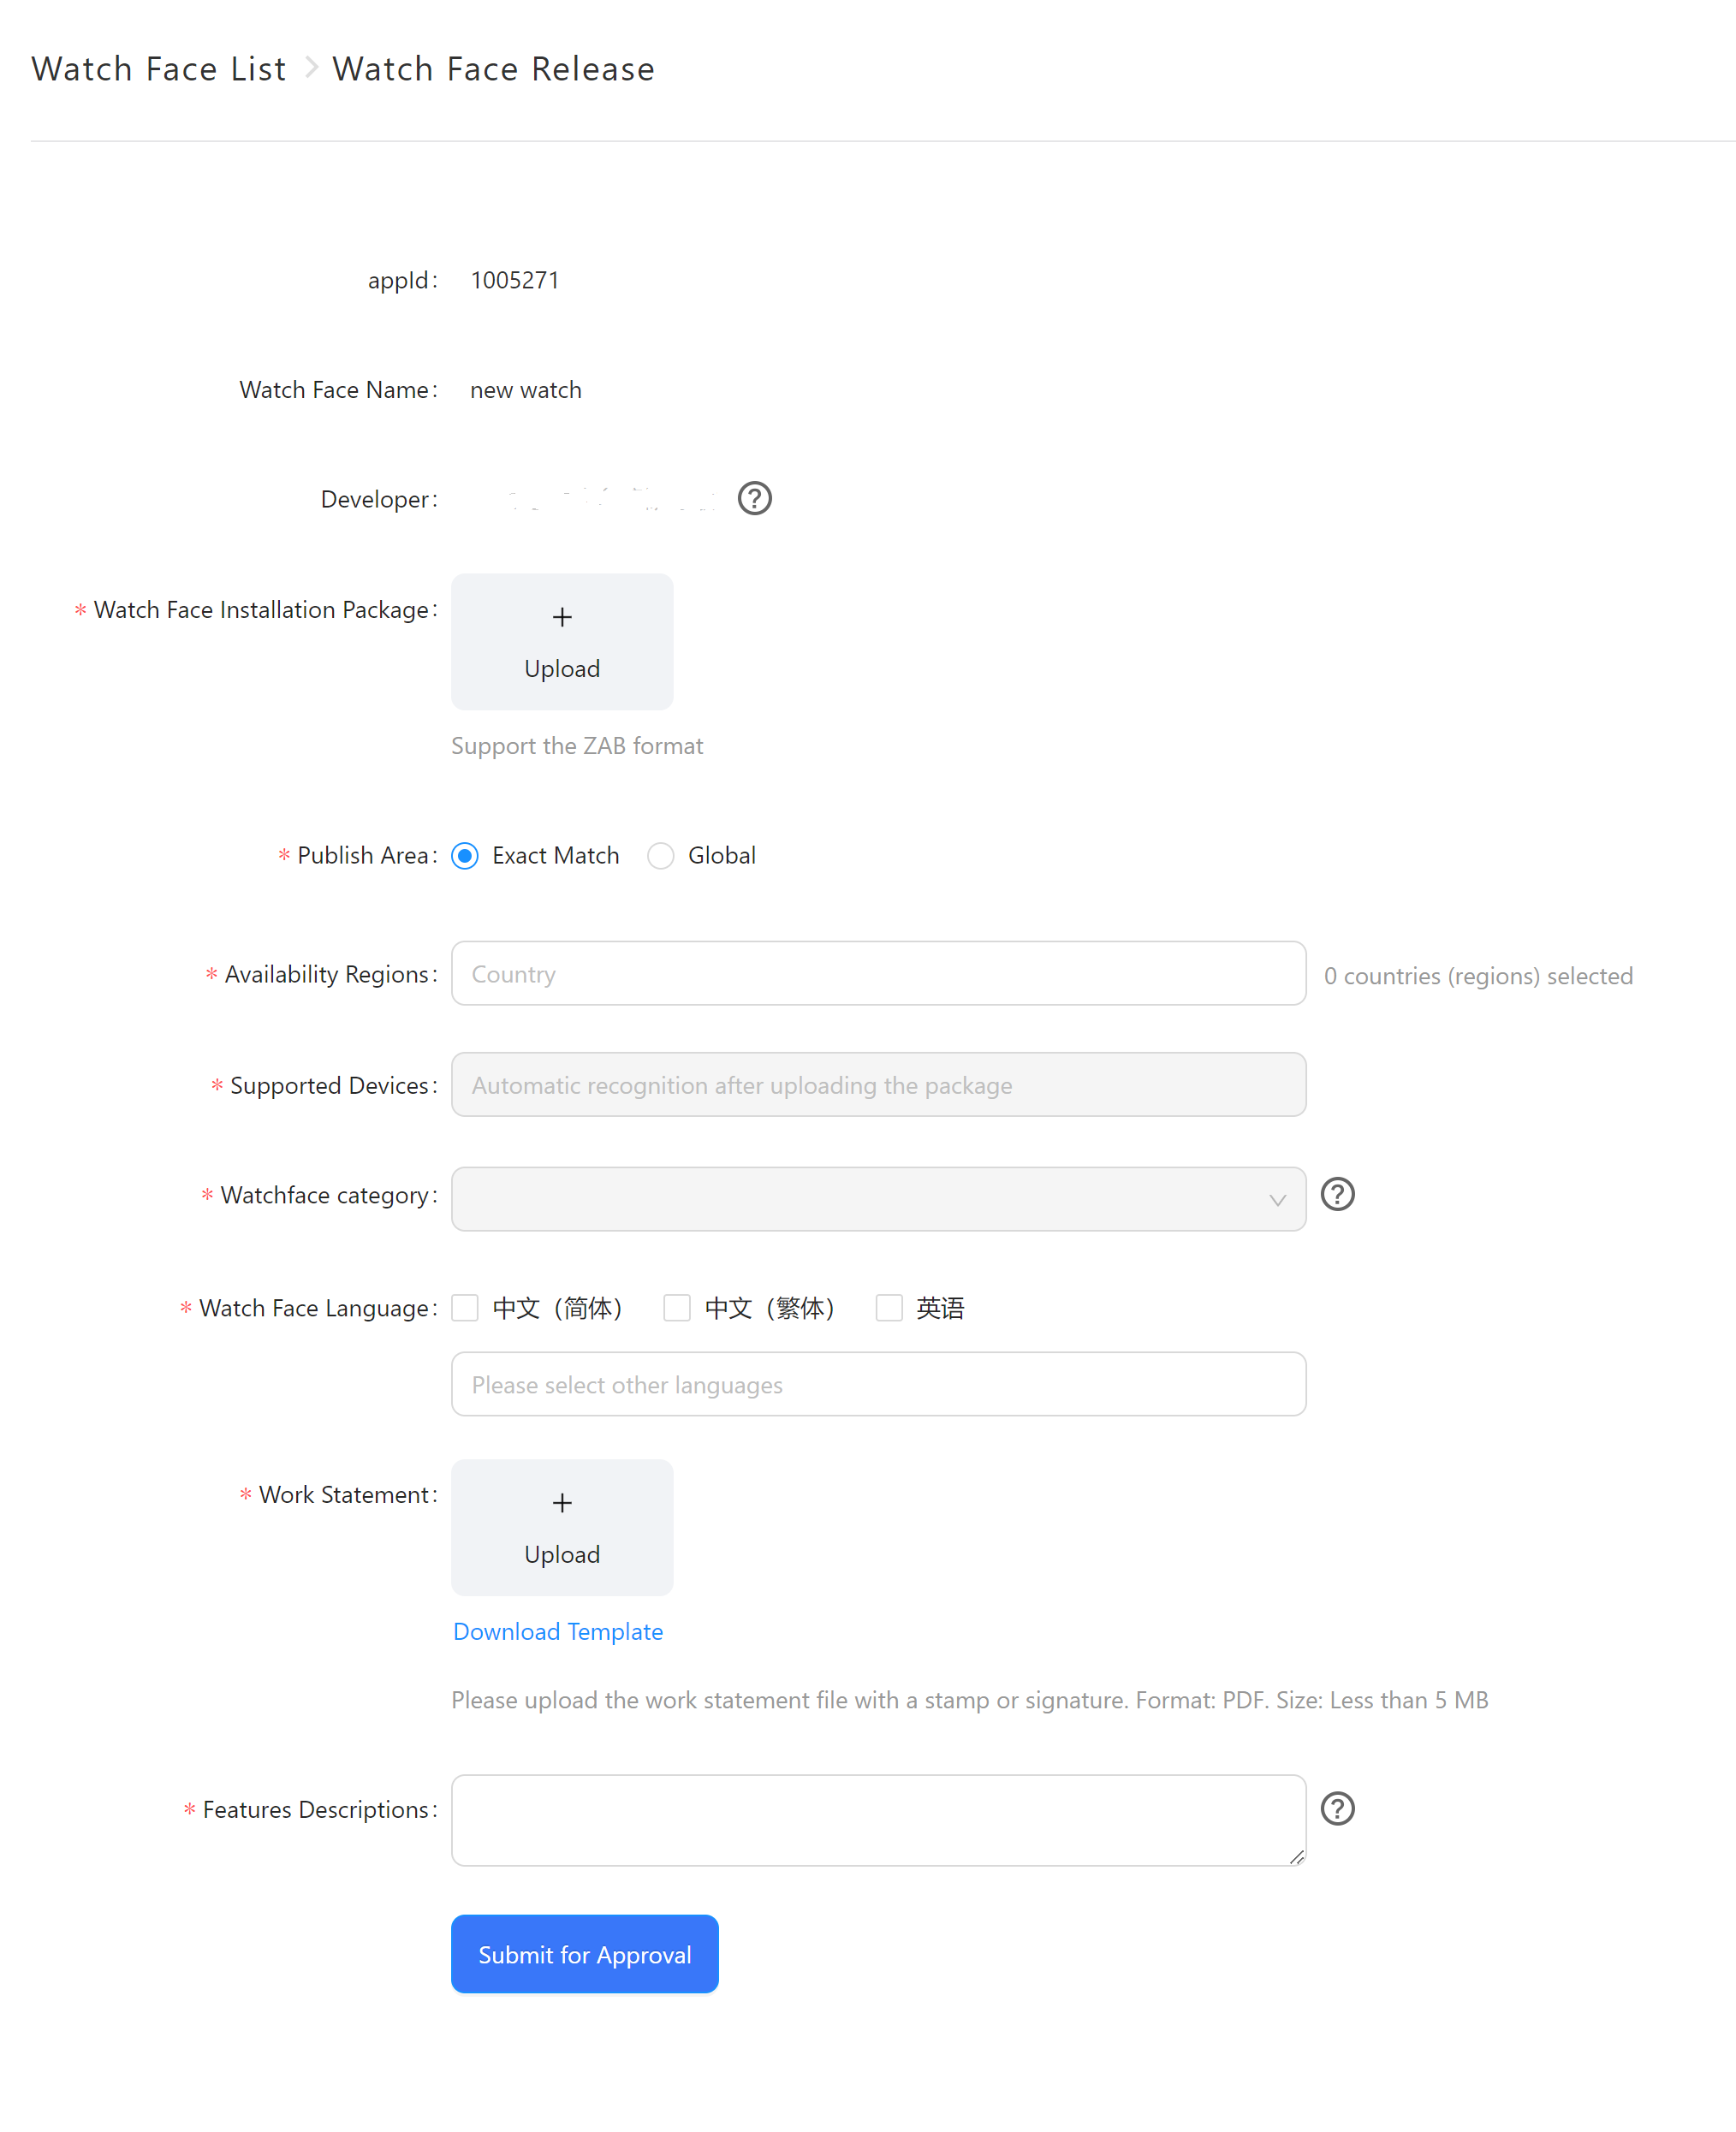 Watch Face List > Watch Face Release
appId: 1005271
Watch Face Name: new watch
Developer:
* Watch Face Installation Package:
Upload
Support the ZAB format
* Publish Area: Exact Match Global
* Availability Regions: Country 0 countries (regions) selected
* Supported Devices: Automatic recognition after uploading the package
* Watchface category:
* Watch Face Language: 中文（简体） 中文（繁体） 英语
Please select other languages
* Work Statement:
Upload
Download Template
Please upload the work statement file with a stamp or signature. Format: PDF. Size: Less than 5 MB
* Features Descriptions:
Submit for Approval